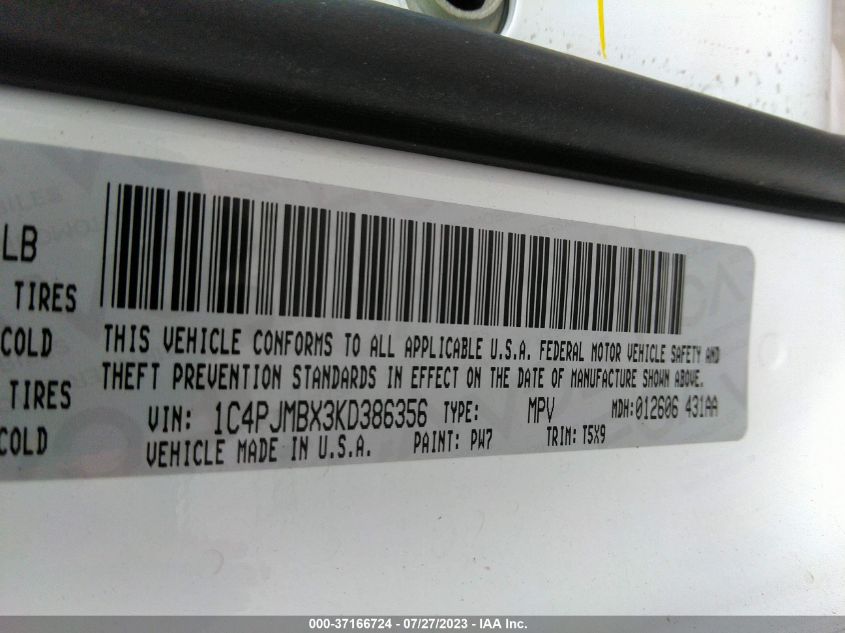 LB
TIRES
COLD
TIRES
COLD
THIS VEHICLE CONFORMS TO ALL APPLICABLE U.S.A. FEDERAL MOTOR VEHICLE SAFETY AND
THEFT PREVENTION STANDARDS IN EFFECT ON THE DATE OF MANUFACTURE SHOWN ABOVE.
VIN: 1C4PJMBX3KD386356 TYPE: MPV MDH:012606 431AA
VEHICLE MADE IN U.S.A. PAINT: PW7 TRIM: T5X9
000-37166724 - 07/27/2023 - IAA Inc.